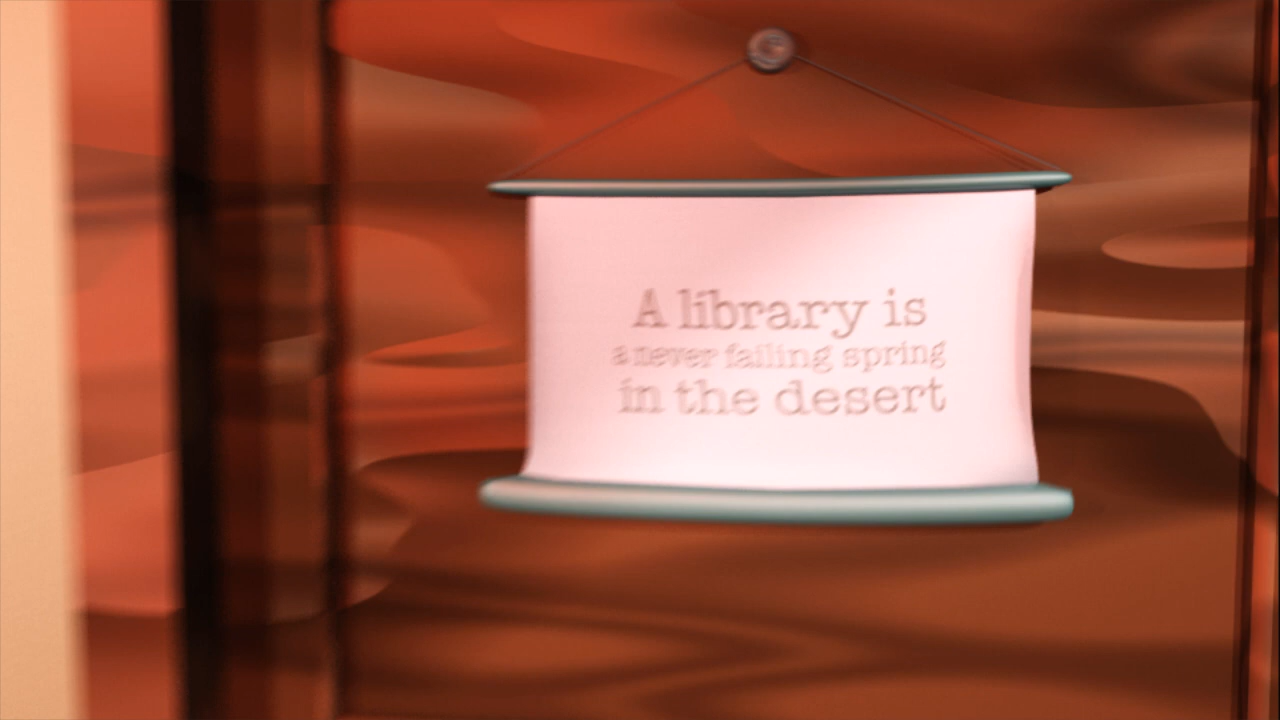 A library is
a never failing spring
in the desert